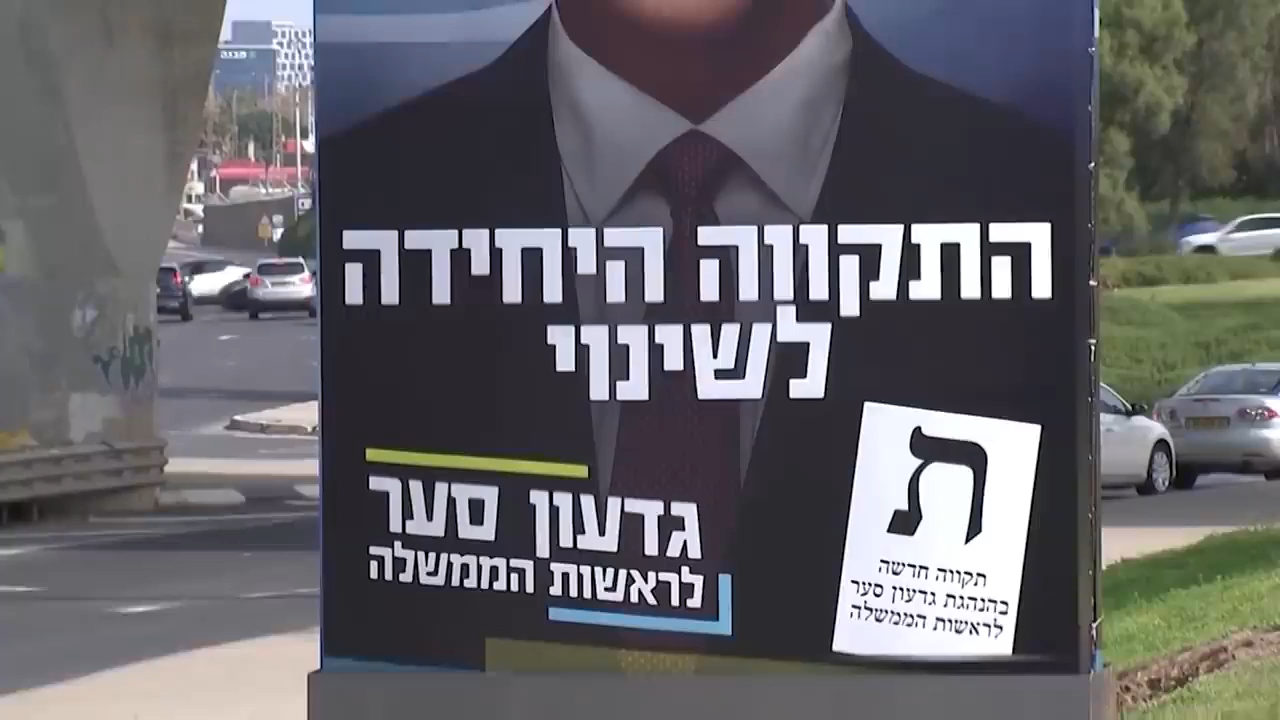 התקווה היחידה
לשינוי
גדעון סער
לראשות הממשלה
ת
תקווה חדשה
בהנהגת גדעון סער
לראשות הממשלה